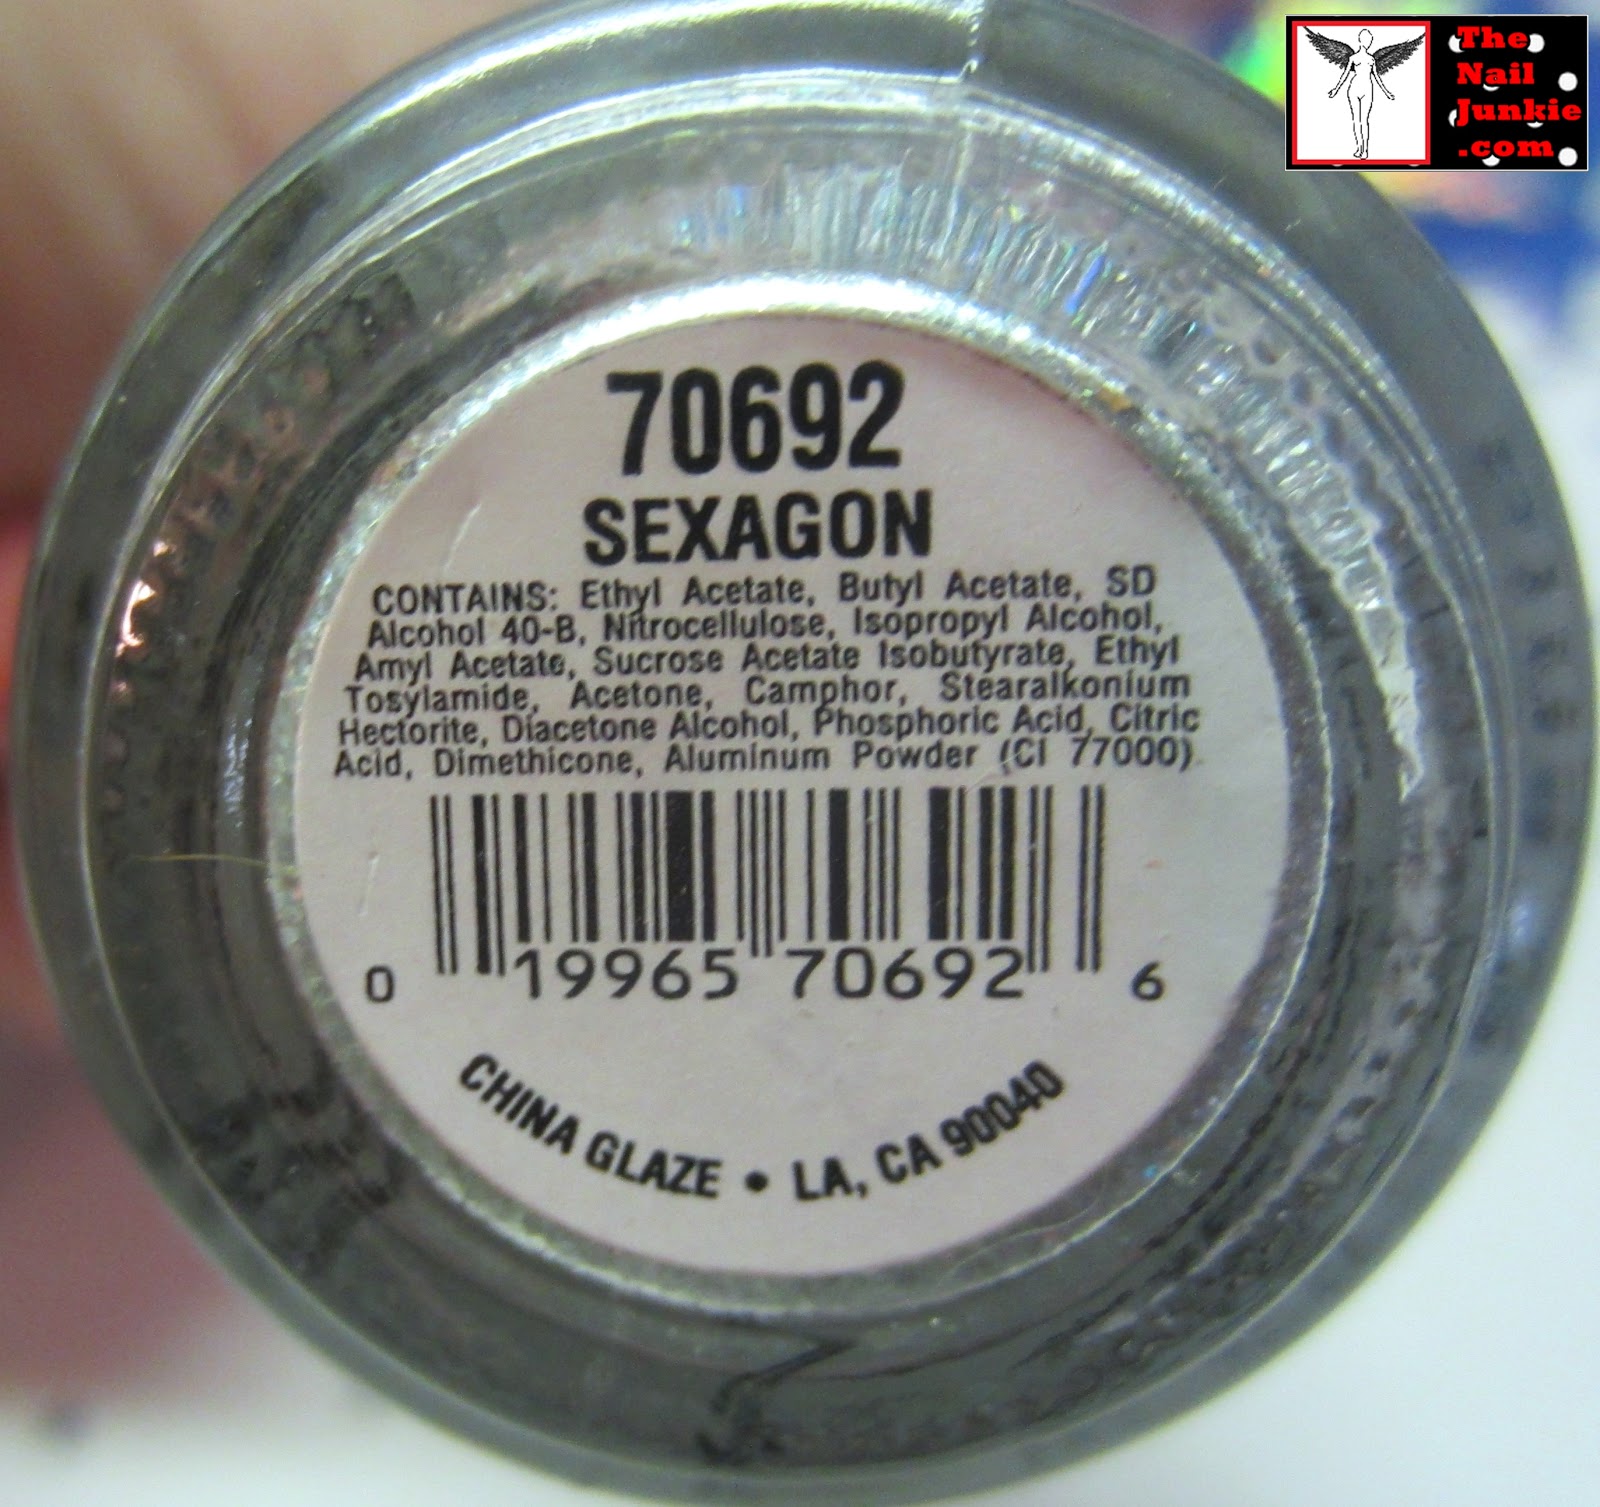 The
Nail
Junkie
.com
70692
SEXAGON
CONTAINS: Ethyl Acetate, Butyl Acetate, SD
Alcohol 40-B, Nitrocellulose, Isopropyl Alcohol,
Amyl Acetate, Sucrose Acetate Isobutyrate, Ethyl
Tosylamide, Acetone, Camphor, Stearalkonium
Hectorite, Diacetone Alcohol, Phosphoric Acid, Citric
Acid, Dimethicone, Aluminum Powder (CI 77000).
0 19965 70692 6
CHINA GLAZE • LA, CA 90040